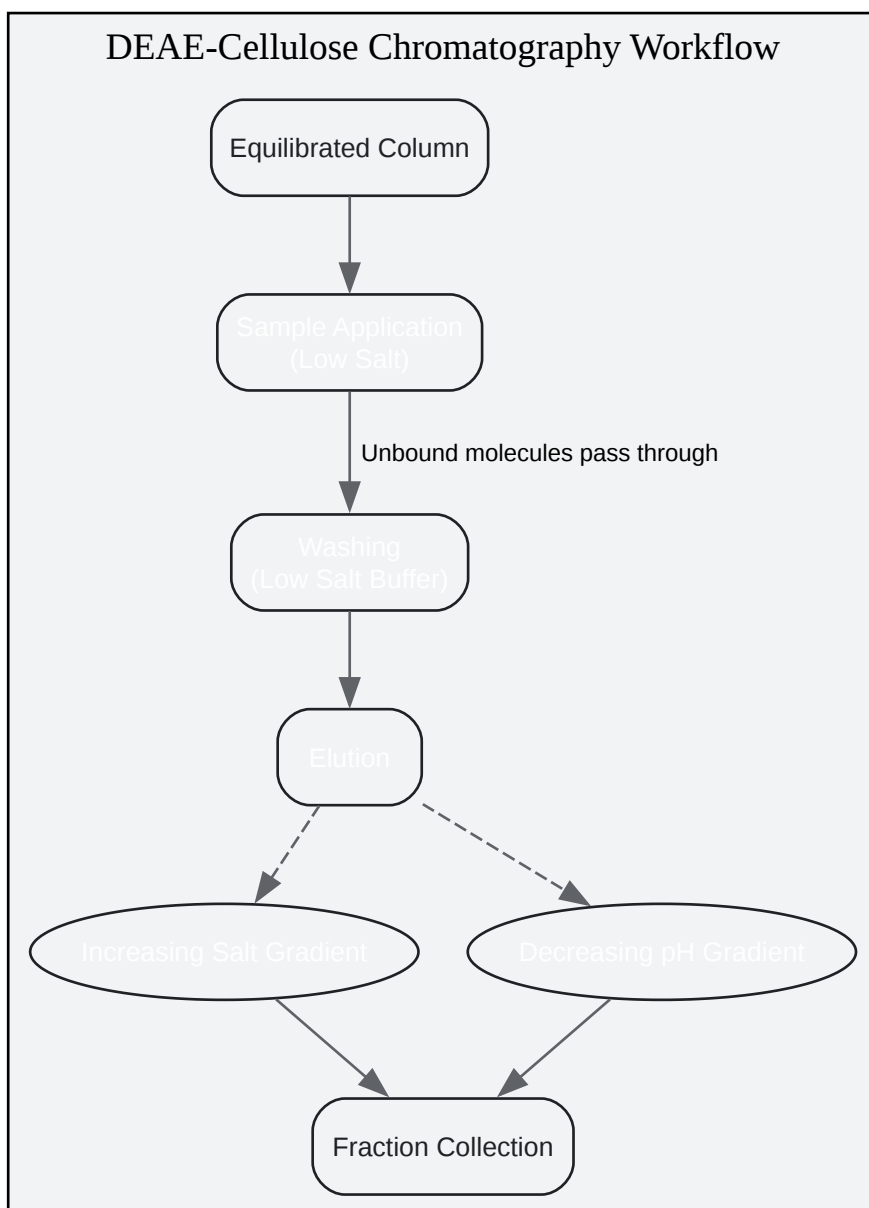 DEAE-Cellulose Chromatography Workflow
Equilibrated Column
Sample Application
(Low Salt)
Unbound molecules pass through
Washing
(Low Salt Buffer)
Elution
Increasing Salt Gradient
Decreasing pH Gradient
Fraction Collection